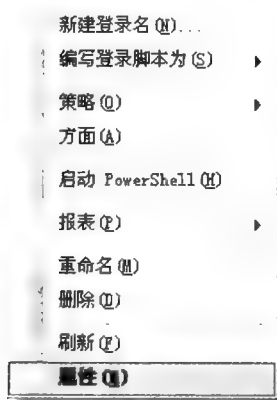 新建登录名(N)...
编写登录脚本为(S)
策略(O)
方面(A)
启动 PowerShell(H)
报表(P)
重命名(M)
删除(D)
刷新(F)
属性(R)